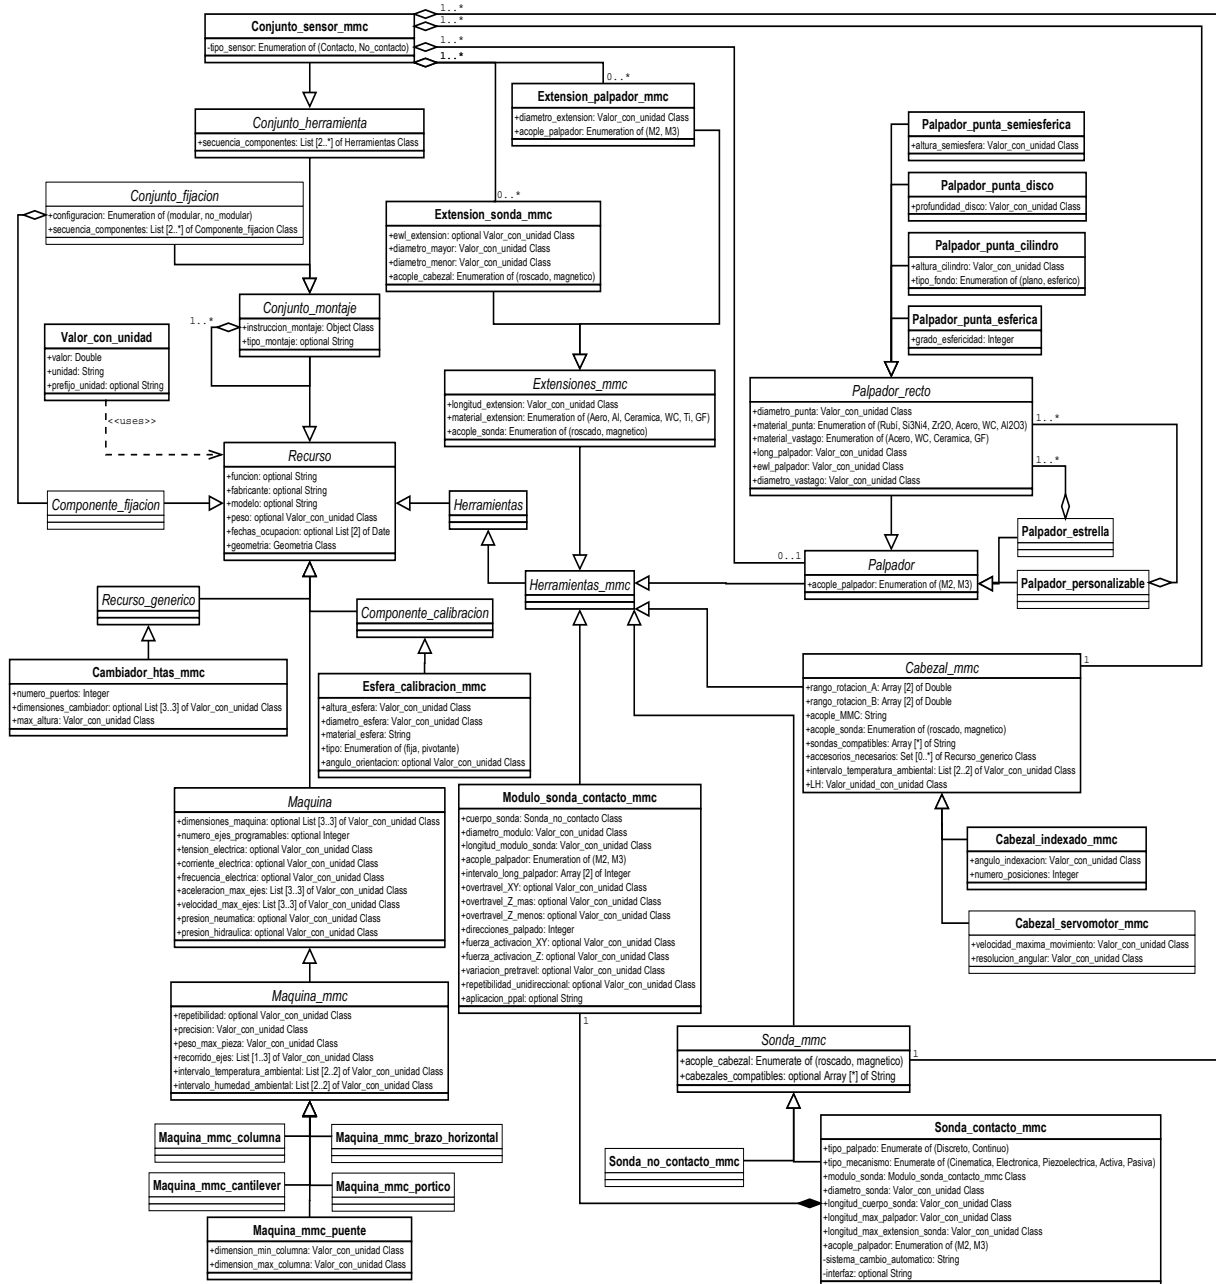 Conjunto_sensor_mmc
-tipo_sensor: Enumeration of (Contacto, No_contacto)
1..*
1..*
1..*
1..*
0..*
Extension_palpador_mmc
+diametro_extension: Valor_con_unidad Class
+acople_palpador: Enumeration of (M2, M3)
Conjunto_herramienta
+secuencia_componentes: List [2..*] of Herramientas Class
Palpador_punta_semiesferica
+altura_semiesfera: Valor_con_unidad Class
Conjunto_fijacion
+configuracion: Enumeration of (modular, no_modular)
+secuencia_componentes: List [2..*] of Componente_fijacion Class
Palpador_punta_disco
+profundidad_disco: Valor_con_unidad Class
0..*
Extension_sonda_mmc
+ewl_extension: optional Valor_con_unidad Class
+diametro_mayor: Valor_con_unidad Class
+diametro_menor: Valor_con_unidad Class
+acople_cabezal: Enumeration of (roscado, magnetico)
Palpador_punta_cilindro
+altura_cilindro: Valor_con_unidad Class
+tipo_fondo: Enumeration of (plano, esferico)
Conjunto_montaje
+instruccion_montaje: Object Class
+tipo_montaje: optional String
1..*
Palpador_punta_esferica
+grado_esfericidad: Integer
Valor_con_unidad
+valor: Double
+unidad: String
+prefijo_unidad: optional String
<<uses>>
Extensiones_mmc
+longitud_extension: Valor_con_unidad Class
+material_extension: Enumeration of (Aero, Al, Ceramica, WC, Ti, GF)
+acople_sonda: Enumeration of (roscado, magnetico)
Palpador_recto
+diametro_punta: Valor_con_unidad Class
+material_punta: Enumeration of (Rubí, Si3Ni4, Zr2O, Acero, WC, Al2O3)
+material_vastago: Enumeration of (Acero, WC, Ceramica, GF)
+long_palpador: Valor_con_unidad Class
+ewl_palpador: Valor_con_unidad Class
+diametro_vastago: Valor_con_unidad Class
1..*
1..*
Recurso
+funcion: optional String
+fabricante: optional String
+modelo: optional String
+peso: optional Valor_con_unidad Class
+fechas_ocupacion: optional List [2] of Date
+geometria: Geometria Class
Componente_fijacion
Herramientas
Palpador_estrella
Palpador_personalizable
0..1
Palpador
+acople_palpador: Enumeration of (M2, M3)
Herramientas_mmc
Recurso_generico
Componente_calibracion
Cambiador_htas_mmc
+numero_puertos: Integer
+dimensiones_cambiador: optional List [3..3] of Valor_con_unidad Class
+max_altura: Valor_con_unidad Class
Esfera_calibracion_mmc
+altura_esfera: Valor_con_unidad Class
+diametro_esfera: Valor_con_unidad Class
+material_esfera: String
+tipo: Enumeration of (fija, pivotante)
+angulo_orientacion: optional Valor_con_unidad Class
1
Cabezal_mmc
+rango_rotacion_A: Array [2] of Double
+rango_rotacion_B: Array [2] of Double
+acople_MMC: String
+acople_sonda: Enumeration of (roscado, magnetico)
+sondas_compatibles: Array [*] of String
+accesorios_necesarios: Set [0..*] of Recurso_generico Class
+intervalo_temperatura_ambiental: List [2..2] of Valor_con_unidad Class
+LH: Valor_unidad_con_unidad Class
Maquina
+dimensiones_maquina: optional List [3..3] of Valor_con_unidad Class
+numero_ejes_programables: optional Integer
+tension_electrica: optional Valor_con_unidad Class
+corriente_electrica: optional Valor_con_unidad Class
+frecuencia_electrica: optional Valor_con_unidad Class
+aceleracion_max_ejes: List [3..3] of Valor_con_unidad Class
+velocidad_max_ejes: List [3..3] of Valor_con_unidad Class
+presion_neumatica: optional Valor_con_unidad Class
+presion_hidraulica: optional Valor_con_unidad Class
Modulo_sonda_contacto_mmc
+cuerpo_sonda: Sonda_no_contacto Class
+diametro_modulo: Valor_con_unidad Class
+longitud_modulo_sonda: Valor_con_unidad Class
+acople_palpador: Enumeration of (M2, M3)
+intervalo_long_palpador: Array [2] of Integer
+overtravel_XY: optional Valor_con_unidad Class
+overtravel_Z_mas: optional Valor_con_unidad Class
+overtravel_Z_menos: optional Valor_con_unidad Class
+direcciones_palpado: Integer
+fuerza_activacion_XY: optional Valor_con_unidad Class
+fuerza_activacion_Z: optional Valor_con_unidad Class
+variacion_pretravel: optional Valor_con_unidad Class
+repetibilidad_unidireccional: optional Valor_con_unidad Class
+aplicacion_ppal: optional String
1
Cabezal_indexado_mmc
+angulo_indexacion: Valor_con_unidad Class
+numero_posiciones: Integer
Cabezal_servomotor_mmc
+velocidad_maxima_movimiento: Valor_con_unidad Class
+resolucion_angular: Valor_con_unidad Class
Maquina_mmc
+repetibilidad: optional Valor_con_unidad Class
+precision: Valor_con_unidad Class
+peso_max_pieza: Valor_con_unidad Class
+recorrido_ejes: List [1..3] of Valor_con_unidad Class
+intervalo_temperatura_ambiental: List [2..2] of Valor_con_unidad Class
+intervalo_humedad_ambiental: List [2..2] of Valor_con_unidad Class
Sonda_mmc
+acople_cabezal: Enumerate of (roscado, magnetico)
+cabezales_compatibles: optional Array [*] of String
1
Maquina_mmc_columna
Maquina_mmc_brazo_horizontal
Maquina_mmc_cantilever
Maquina_mmc_portico
Maquina_mmc_puente
+dimension_min_columna: Valor_con_unidad Class
+dimension_max_columna: Valor_con_unidad Class
Sonda_no_contacto_mmc
Sonda_contacto_mmc
+tipo_palpado: Enumerate of (Discreto, Continuo)
+tipo_mecanismo: Enumerate of (Cinematica, Electronica, Piezoelectrica, Activa, Pasiva)
+modulo_sonda: Modulo_sonda_contacto_mmc Class
+diametro_sonda: Valor_con_unidad Class
+longitud_cuerpo_sonda: Valor_con_unidad Class
+longitud_max_palpador: Valor_con_unidad Class
+longitud_max_extension_sonda: Valor_con_unidad Class
+acople_palpador: Enumeration of (M2, M3)
-sistema_cambio_automatico: String
-interfaz: optional String